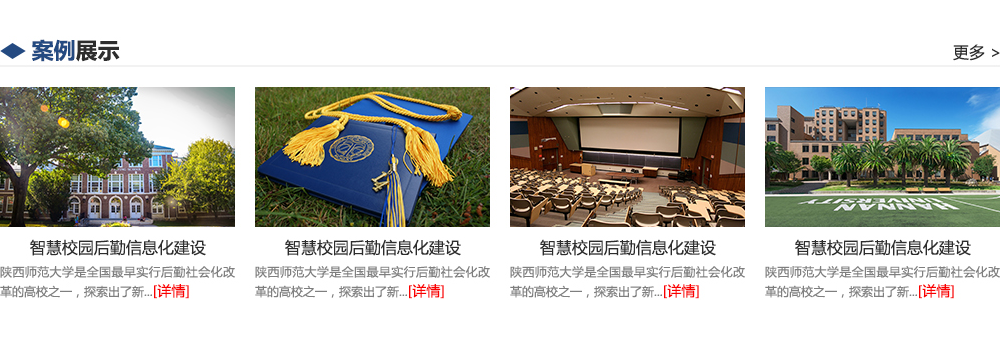 案例展示
更多 >
HANNAN
UNIVERSITY
智慧校园后勤信息化建设
陕西师范大学是全国最早实行后勤社会化改
革的高校之一，探索出了新...[详情]
智慧校园后勤信息化建设
陕西师范大学是全国最早实行后勤社会化改
革的高校之一，探索出了新...[详情]
智慧校园后勤信息化建设
陕西师范大学是全国最早实行后勤社会化改
革的高校之一，探索出了新...[详情]
智慧校园后勤信息化建设
陕西师范大学是全国最早实行后勤社会化改
革的高校之一，探索出了新...[详情]